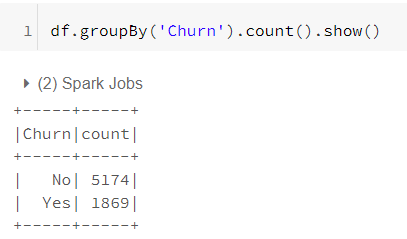 1 df.groupBy('Churn').count().show()
(2) Spark Jobs
+-----+-----+
|Churn|count|
+-----+-----+
|   No| 5174|
|  Yes| 1869|
+-----+-----+